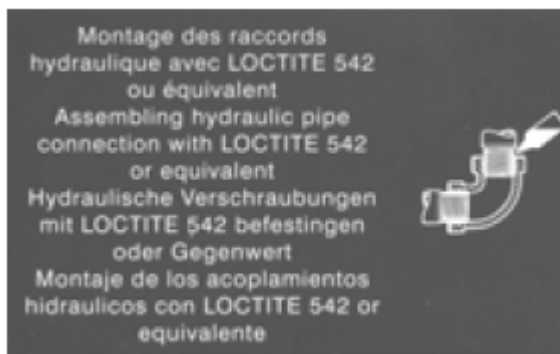 Montage des raccords
hydraulique avec LOCTITE 542
ou équivalent
Assembling hydraulic pipe
connection with LOCTITE 542
or equivalent
Hydraulische Verschraubungen
mit LOCTITE 542 befestingen
oder Gegenwert
Montaje de los acoplamientos
hidraulicos con LOCTITE 542 or
equivalente